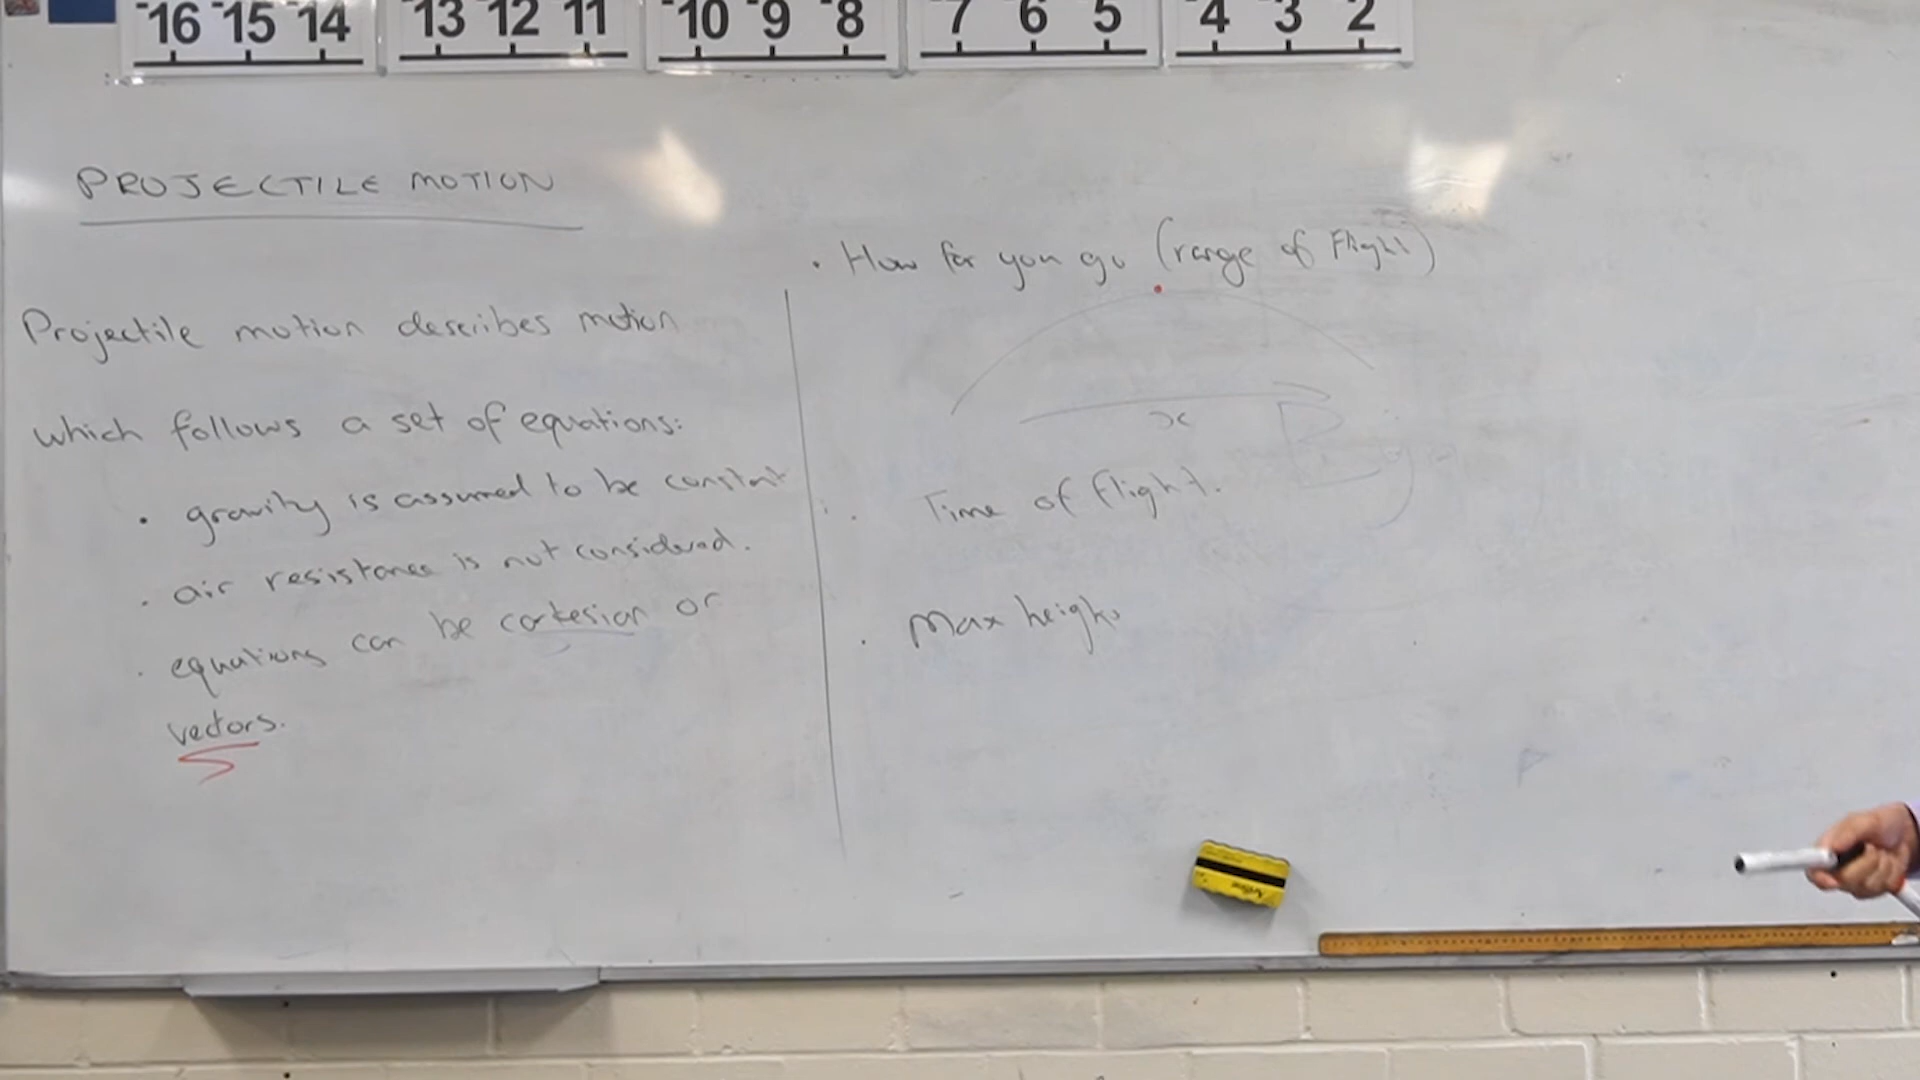 -16 -15 -14 -13 -12 -11 -10 -9 -8 -7 -6 -5 -4 -3 -2
PROJECTILE MOTION
Projectile motion describes motion
which follows a set of equations:
• gravity is assumed to be constant
• air resistance is not considered.
• equations can be cartesian or
vectors.
• How far you go (range of flight)
x
• Time of flight.
• Max height